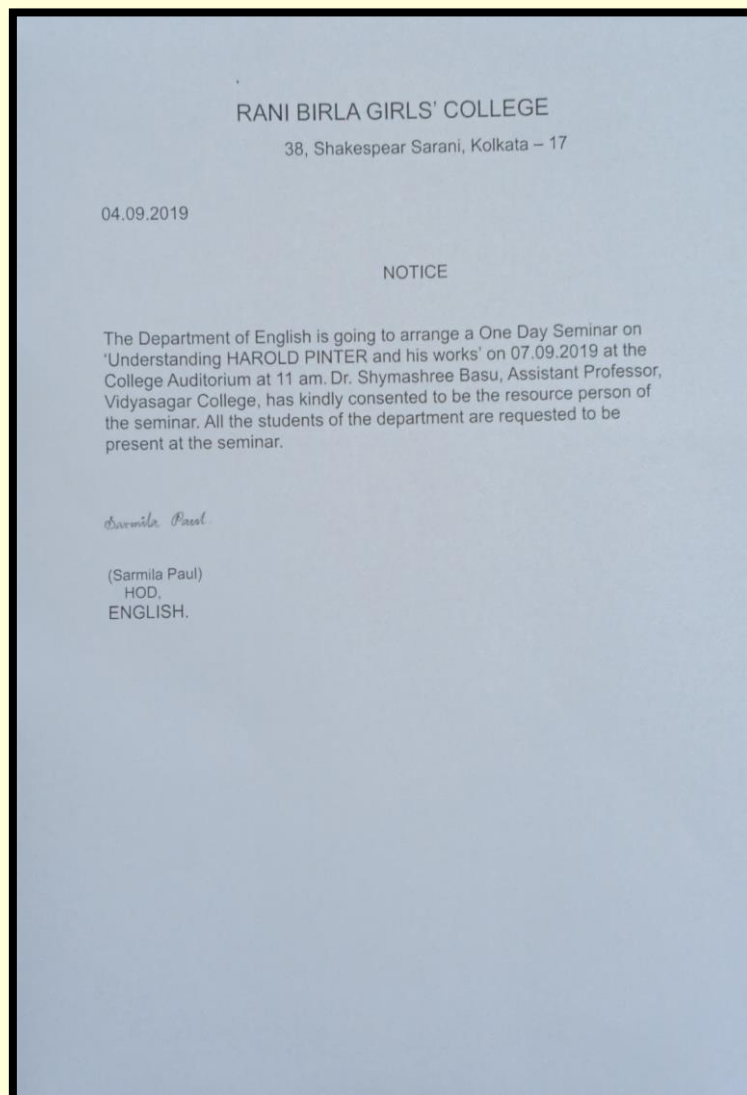 RANI BIRLA GIRLS' COLLEGE
38, Shakespear Sarani, Kolkata – 17
04.09.2019
NOTICE
The Department of English is going to arrange a One Day Seminar on
'Understanding HAROLD PINTER and his works' on 07.09.2019 at the
College Auditorium at 11 am. Dr. Shymashree Basu, Assistant Professor,
Vidyasagar College, has kindly consented to be the resource person of
the seminar. All the students of the department are requested to be
present at the seminar.
Sarmila Paul
(Sarmila Paul)
HOD,
ENGLISH.